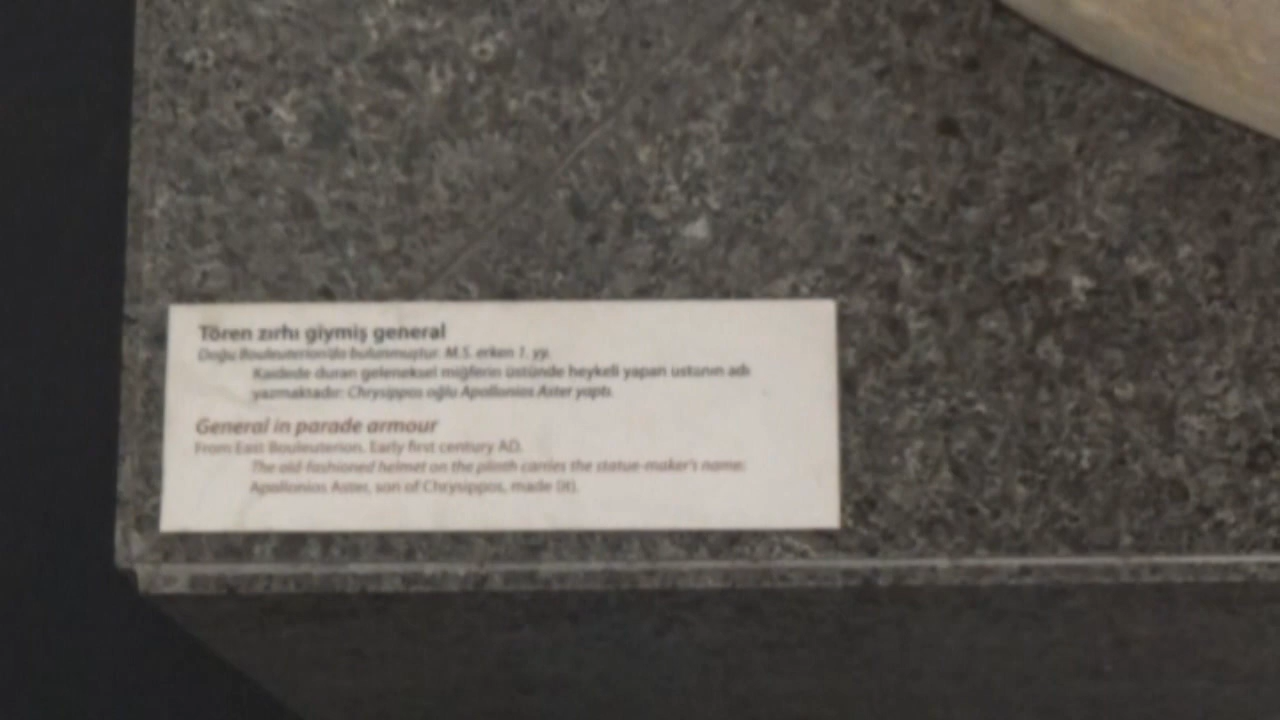 Tören zırhı giymiş general
Doğu Bouleuterion'da bulunmuştur. M.S. erken 1. yy.
Kaidede duran geleneksel miğferin üstünde heykeli yapan ustanın adı
yazmaktadır: Chrysippos oğlu Apollonios Aster yaptı.
General in parade armour
From East Bouleuterion. Early first century AD.
The old-fashioned helmet on the plinth carries the statue-maker's name:
Apollonios Aster, son of Chrysippos, made (it).